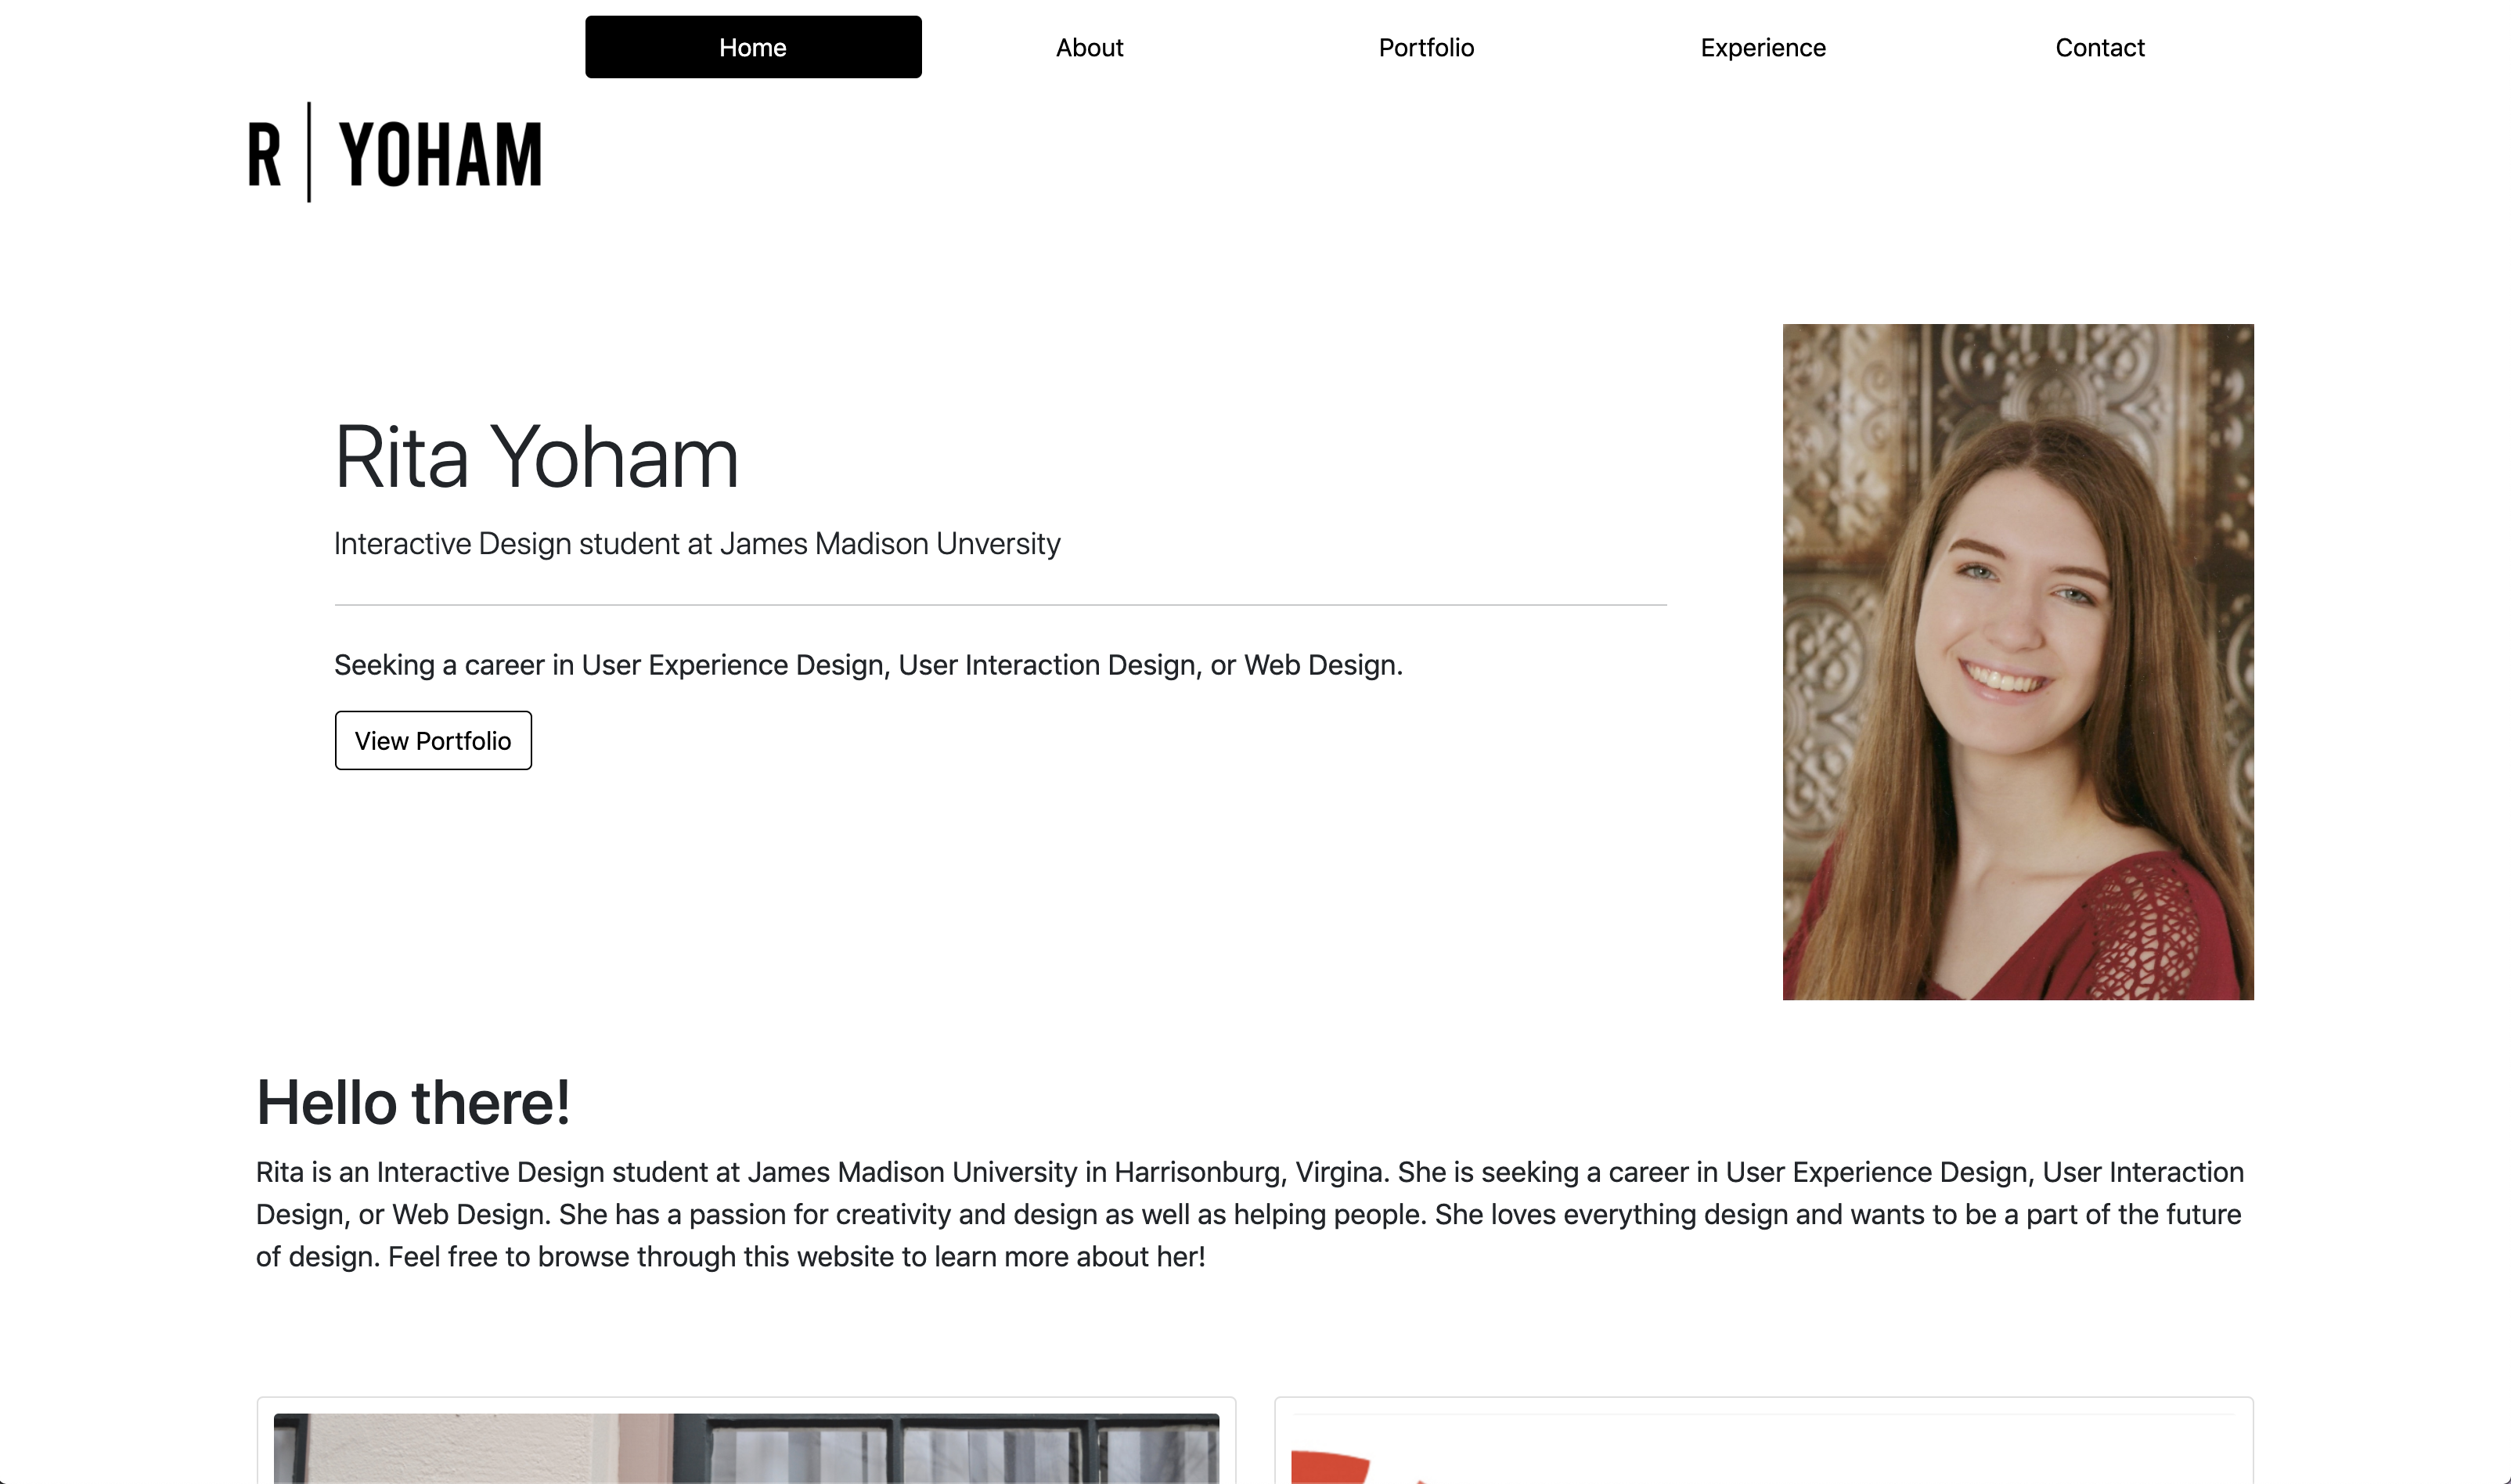 Home About Portfolio Experience Contact
R | YOHAM
Rita Yoham
Interactive Design student at James Madison Unversity
Seeking a career in User Experience Design, User Interaction Design, or Web Design.
View Portfolio
Hello there!
Rita is an Interactive Design student at James Madison University in Harrisonburg, Virgina. She is seeking a career in User Experience Design, User Interaction
Design, or Web Design. She has a passion for creativity and design as well as helping people. She loves everything design and wants to be a part of the future
of design. Feel free to browse through this website to learn more about her!